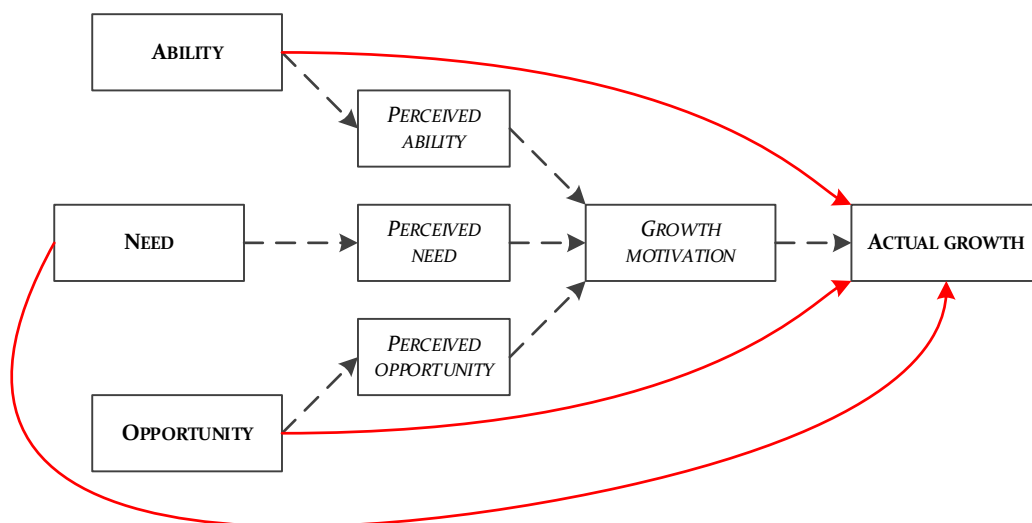 ABILITY
PERCEIVED
ABILITY
NEED
PERCEIVED
NEED
GROWTH
MOTIVATION
ACTUAL GROWTH
PERCEIVED
OPPORTUNITY
OPPORTUNITY